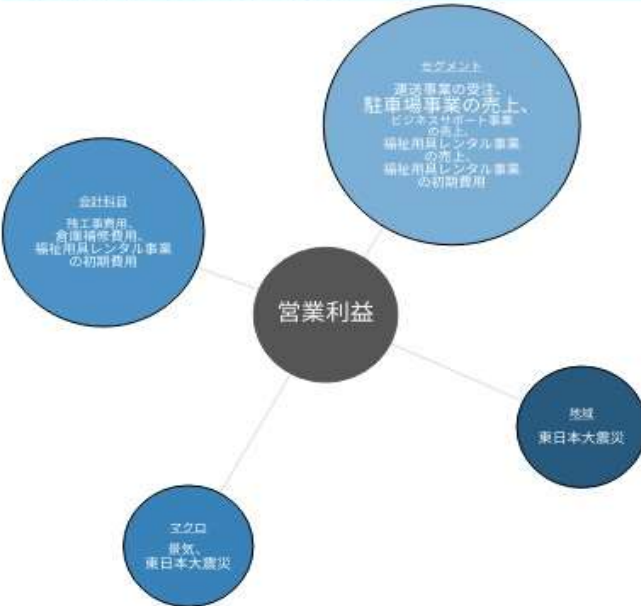 セグメント
運送事業の受注、
駐車場事業の売上、
ビジネスサポート事業
の売上、
福祉用具レンタル事業
の売上、
福祉用具レンタル事業
の初期費用
会計科目
残工事費用、
倉庫補修費用、
福祉用具レンタル事業
の初期費用
営業利益
地域
東日本大震災
マクロ
景気、
東日本大震災